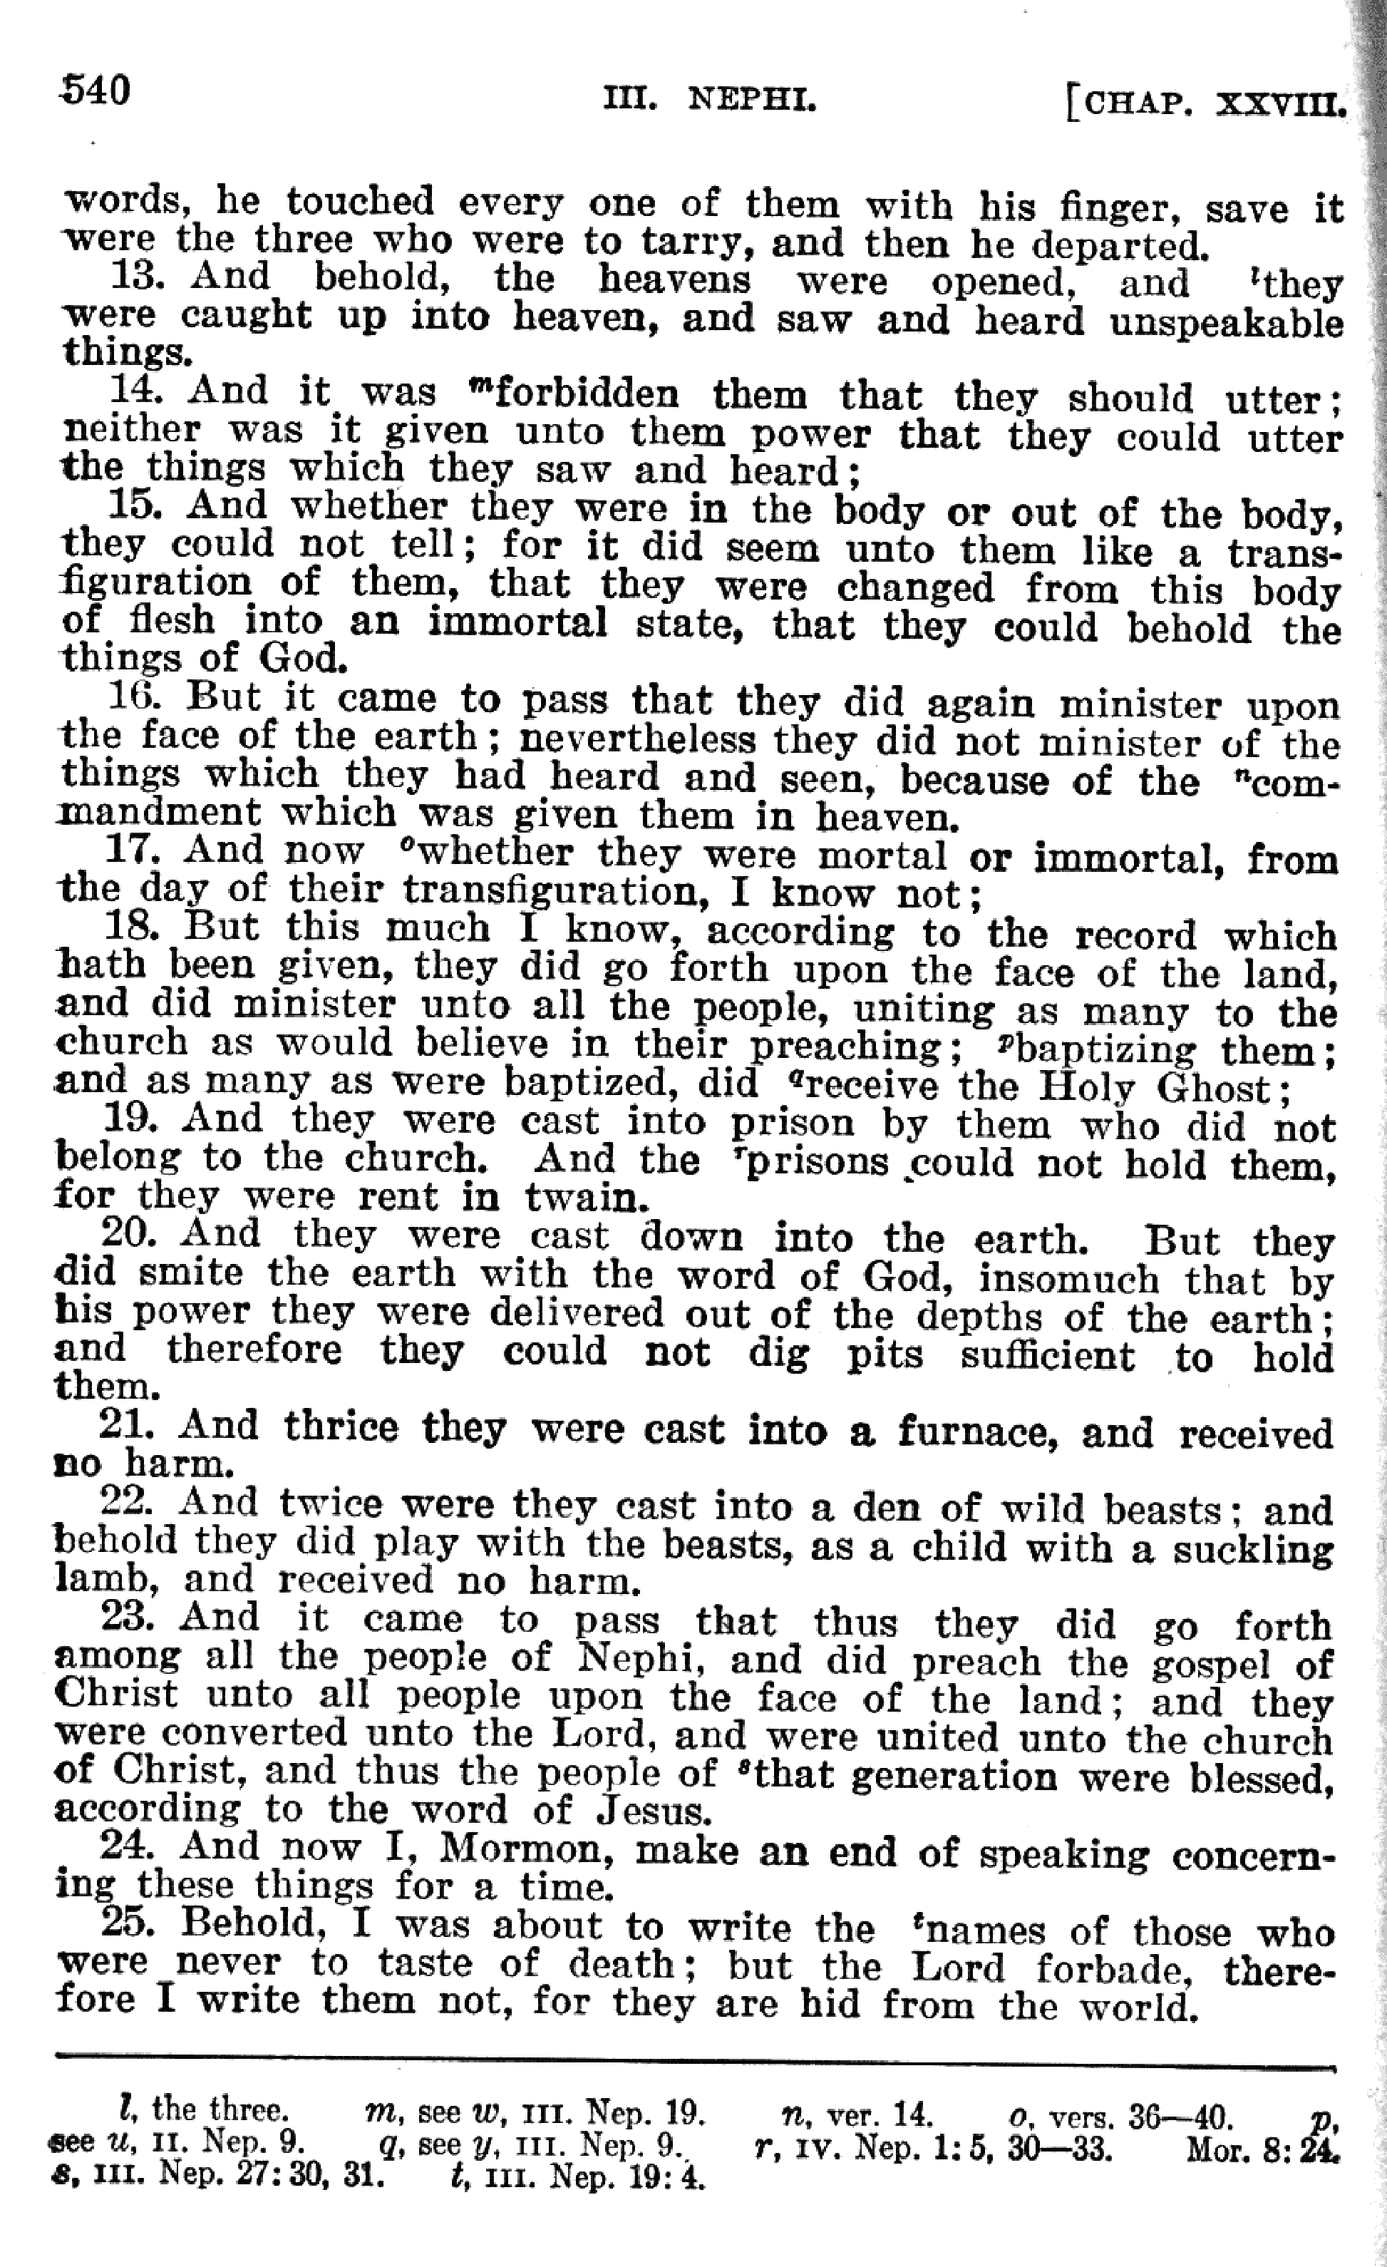 540 III. NEPHI. [CHAP. XXVIII.
words, he touched every one of them with his finger, save it
were the three who were to tarry, and then he departed.
13. And behold, the heavens were opened, and lthey
were caught up into heaven, and saw and heard unspeakable
things.
14. And it was mforbidden them that they should utter;
neither was it given unto them power that they could utter
the things which they saw and heard;
15. And whether they were in the body or out of the body,
they could not tell; for it did seem unto them like a trans-
figuration of them, that they were changed from this body
of flesh into an immortal state, that they could behold the
things of God.
16. But it came to pass that they did again minister upon
the face of the earth; nevertheless they did not minister of the
things which they had heard and seen, because of the ncom-
mandment which was given them in heaven.
17. And now owhether they were mortal or immortal, from
the day of their transfiguration, I know not;
18. But this much I know, according to the record which
hath been given, they did go forth upon the face of the land,
and did minister unto all the people, uniting as many to the
church as would believe in their preaching; pbaptizing them;
and as many as were baptized, did qreceive the Holy Ghost;
19. And they were cast into prison by them who did not
belong to the church. And the rprisons could not hold them,
for they were rent in twain.
20. And they were cast down into the earth. But they
did smite the earth with the word of God, insomuch that by
his power they were delivered out of the depths of the earth;
and therefore they could not dig pits sufficient to hold
them.
21. And thrice they were cast into a furnace, and received
no harm.
22. And twice were they cast into a den of wild beasts; and
behold they did play with the beasts, as a child with a suckling
lamb, and received no harm.
23. And it came to pass that thus they did go forth
among all the people of Nephi, and did preach the gospel of
Christ unto all people upon the face of the land; and they
were converted unto the Lord, and were united unto the church
of Christ, and thus the people of sthat generation were blessed,
according to the word of Jesus.
24. And now I, Mormon, make an end of speaking concern-
ing these things for a time.
25. Behold, I was about to write the tnames of those who
were never to taste of death; but the Lord forbade, there-
fore I write them not, for they are hid from the world.
l, the three. m, see w, III. Nep. 19. n, ver. 14. o, vers. 36—40. p,
see u, II. Nep. 9. q, see y, III. Nep. 9. r, IV. Nep. 1:5, 30—33. Mor. 8:24.
s, III. Nep. 27:30, 31. t, III. Nep. 19:4.